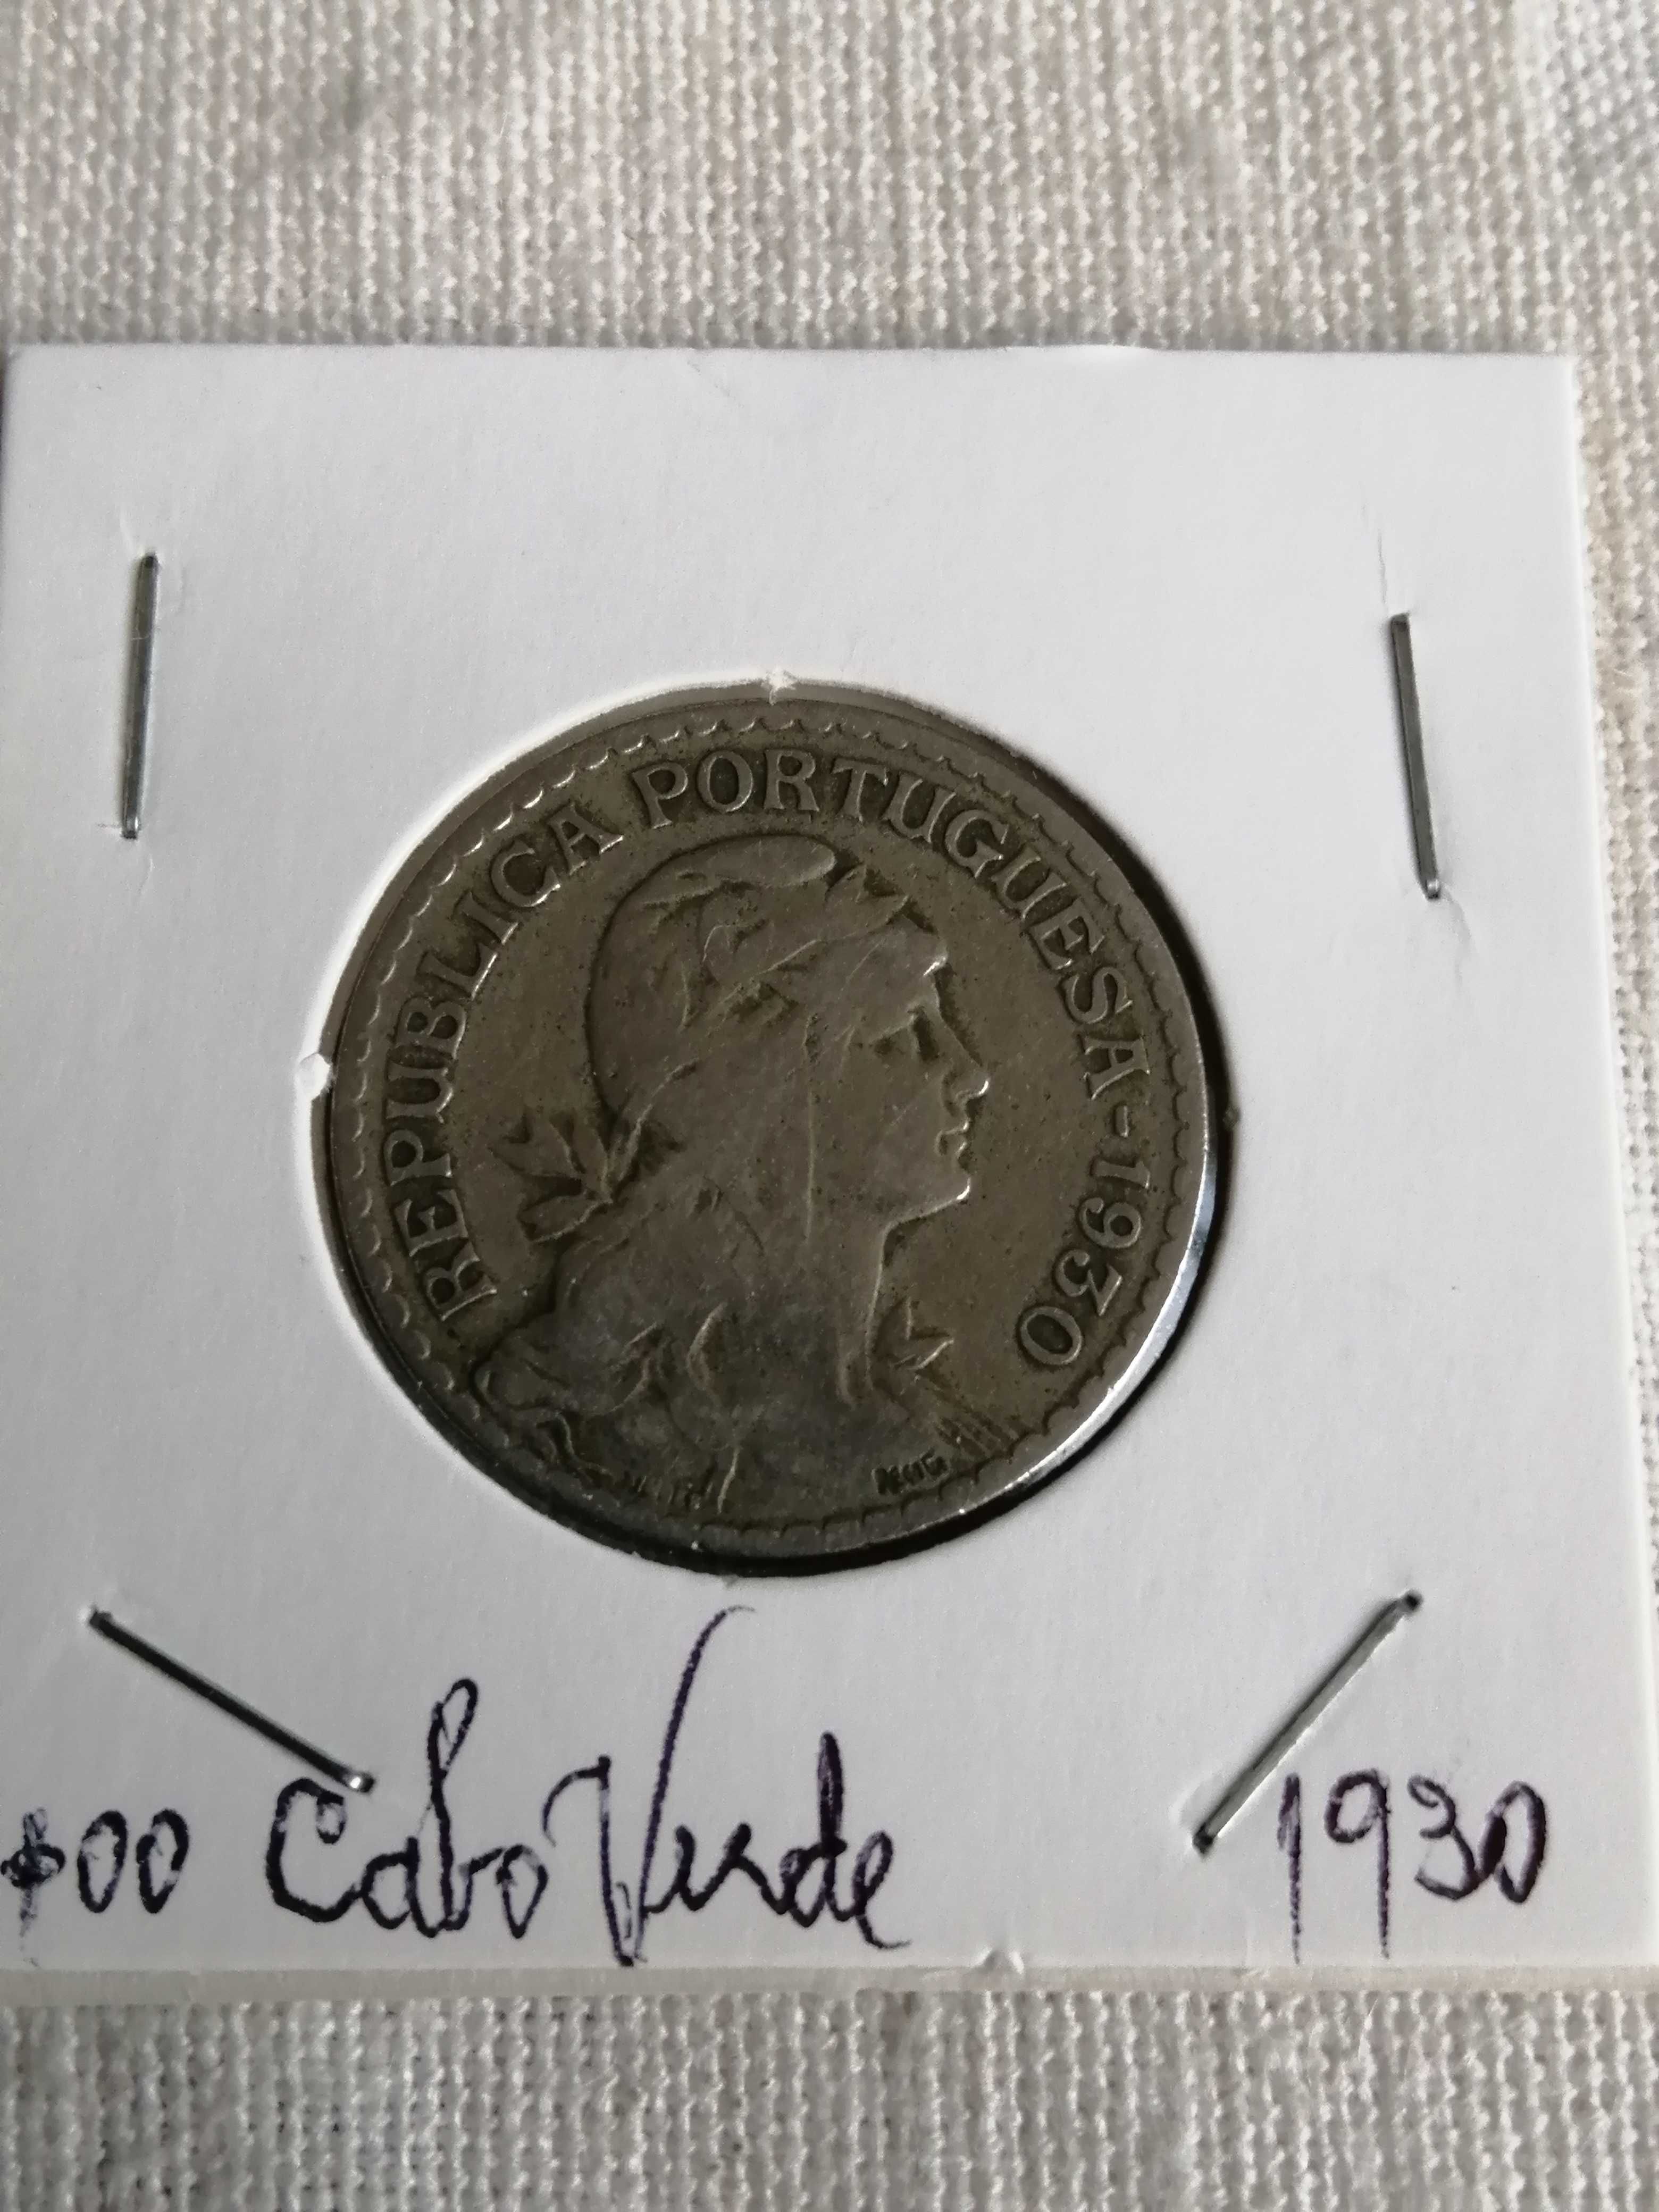 REPUBLICA PORTUGUESA-1930
$00 Cabo Verde 1930